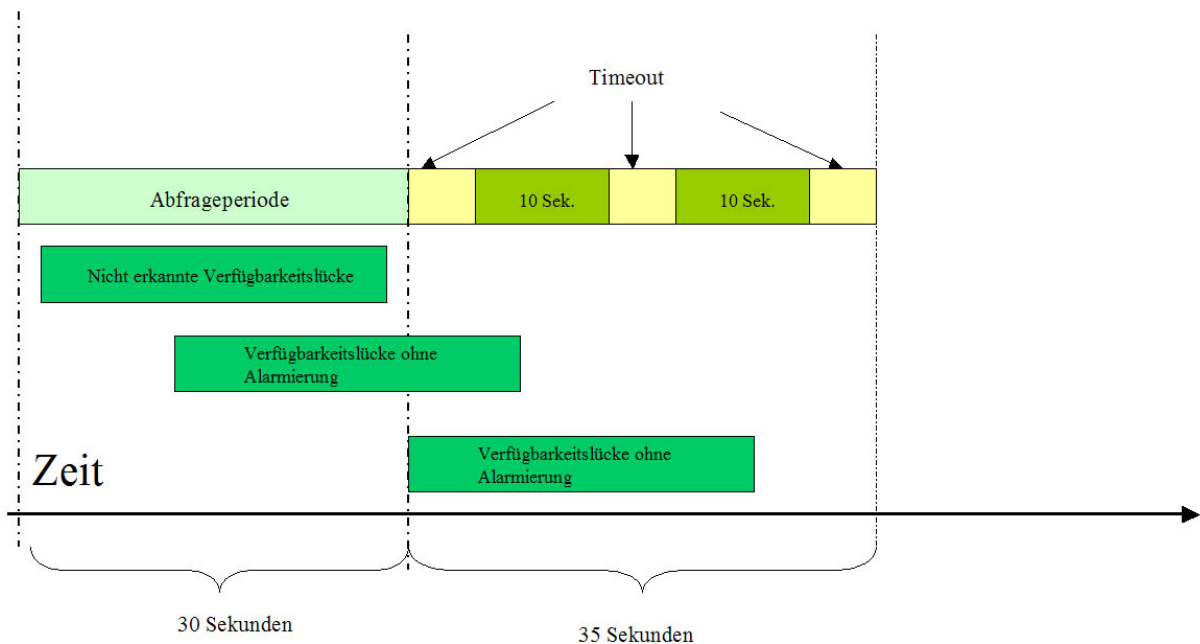 Timeout
Abfrageperiode
10 Sek.
10 Sek.
Nicht erkannte Verfügbarkeitslücke
Verfügbarkeitslücke ohne
Alarmierung
Verfügbarkeitslücke ohne
Alarmierung
Zeit
30 Sekunden
35 Sekunden